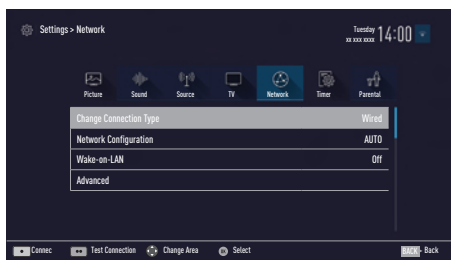 Settings > Network
Tuesday
xx xxx xxxx
14:00
Picture Sound Source TV Network Timer Parental
Change Connection Type Wired
Network Configuration AUTO
Wake-on-LAN Off
Advanced
Connec Test Connection Change Area OK Select BACK - Back